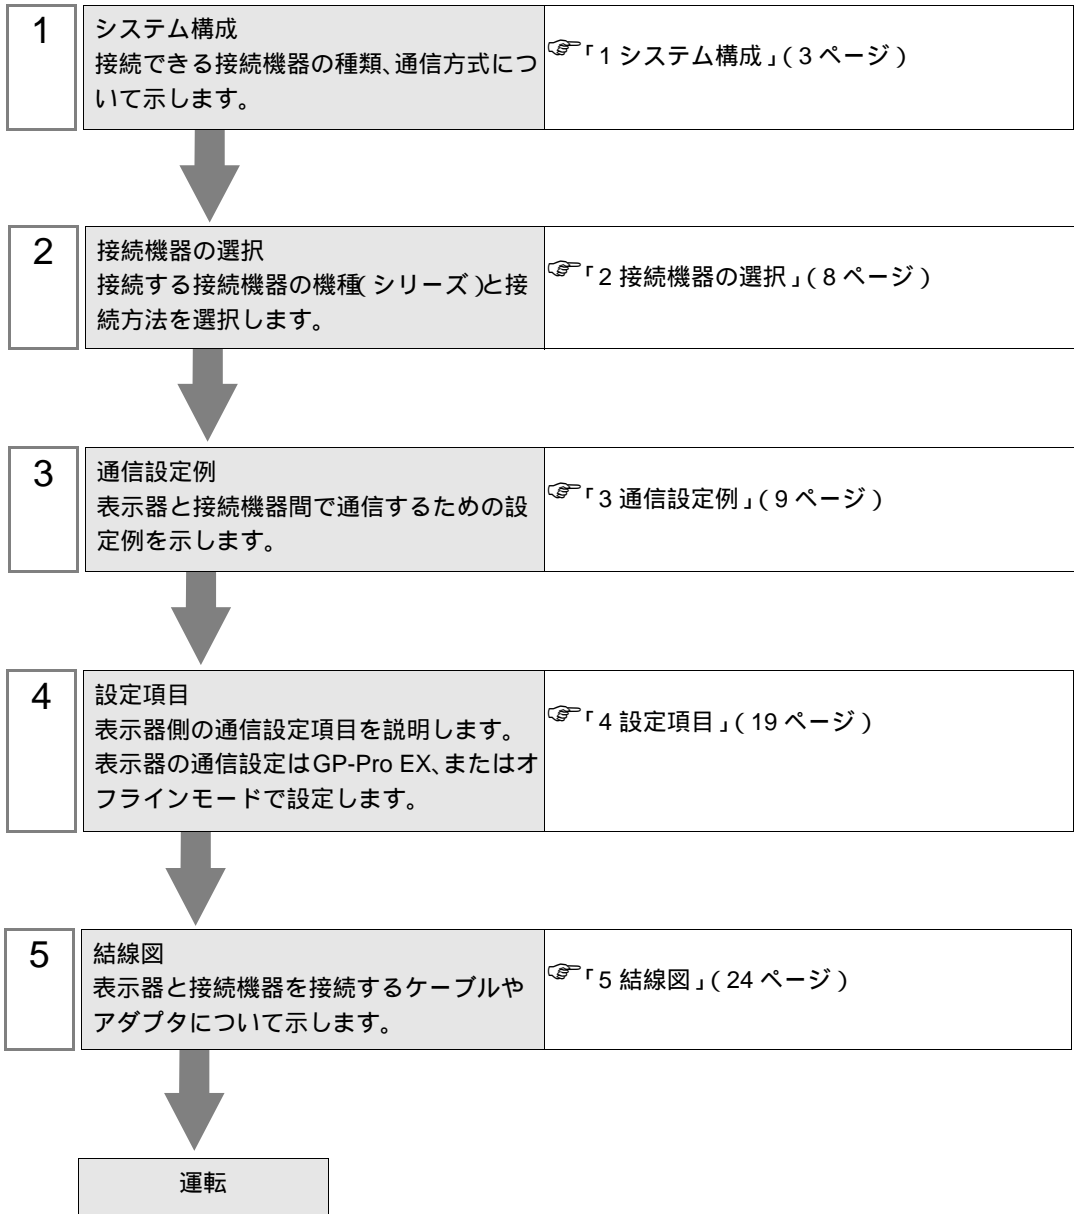 1
システム構成
接続できる接続機器の種類、通信方式につ
いて示します。
☞「1 システム構成」( 3 ページ )
2
接続機器の選択
接続する接続機器の機種( シリーズ )と接
続方法を選択します。
☞「2 接続機器の選択」( 8 ページ )
3
通信設定例
表示器と接続機器間で通信するための設
定例を示します。
☞「3 通信設定例」( 9 ページ )
4
設定項目
表示器側の通信設定項目を説明します。
表示器の通信設定はGP-Pro EX、またはオ
フラインモードで設定します。
☞「4 設定項目」( 19 ページ )
5
結線図
表示器と接続機器を接続するケーブルや
アダプタについて示します。
☞「5 結線図」( 24 ページ )
運転